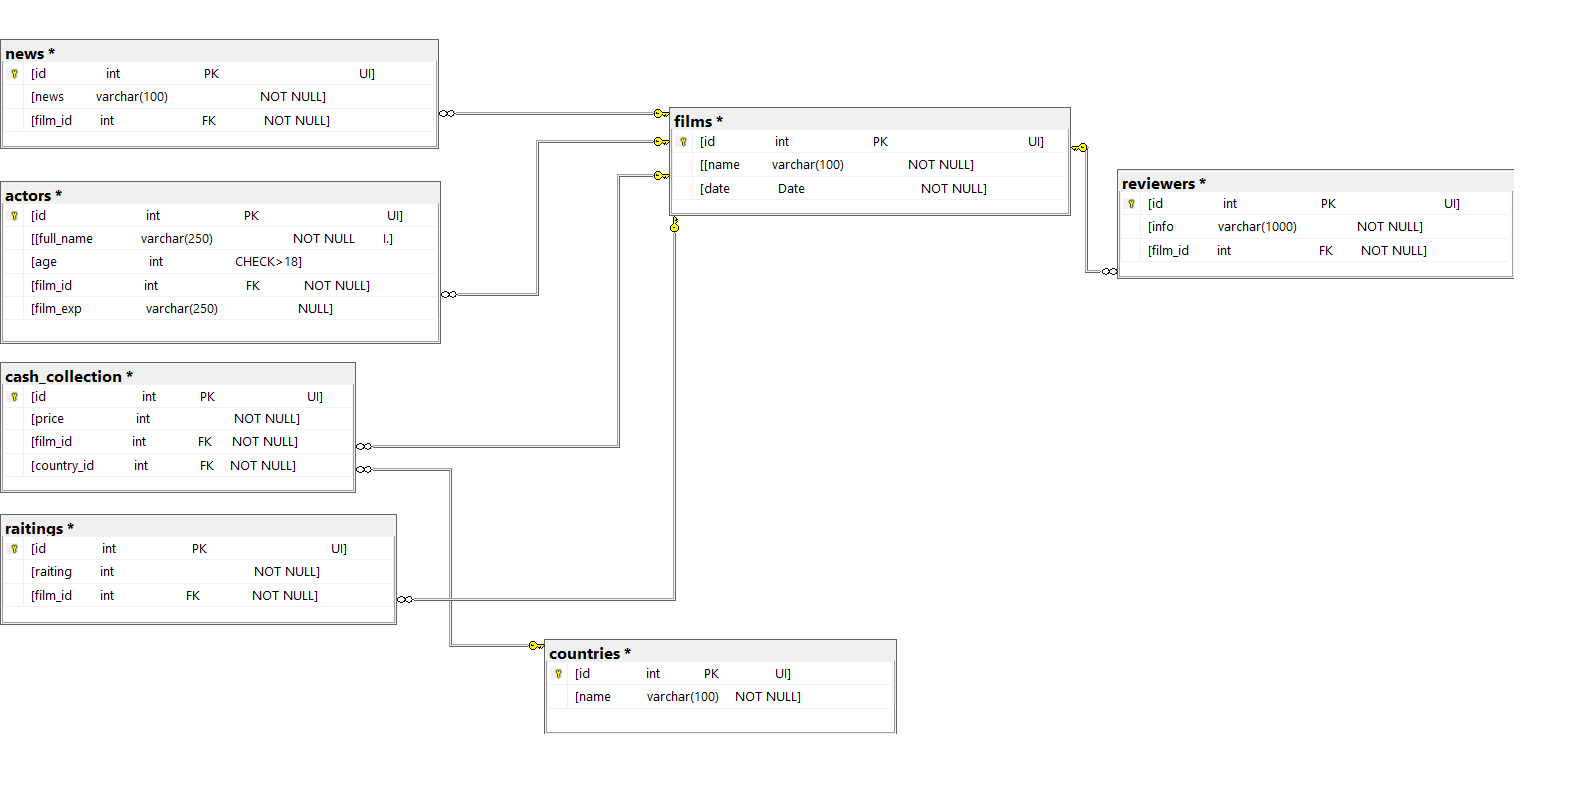 news *
[id int PK UI]
[news varchar(100) NOT NULL]
[film_id int FK NOT NULL]
actors *
[id int PK UI]
[[full_name varchar(250) NOT NULL I.]
[age int CHECK>18]
[film_id int FK NOT NULL]
[film_exp varchar(250) NULL]
cash_collection *
[id int PK UI]
[price int NOT NULL]
[film_id int FK NOT NULL]
[country_id int FK NOT NULL]
raitings *
[id int PK UI]
[raiting int NOT NULL]
[film_id int FK NOT NULL]
films *
[id int PK UI]
[[name varchar(100) NOT NULL]
[date Date NOT NULL]
reviewers *
[id int PK UI]
[info varchar(1000) NOT NULL]
[film_id int FK NOT NULL]
countries *
[id int PK UI]
[name varchar(100) NOT NULL]